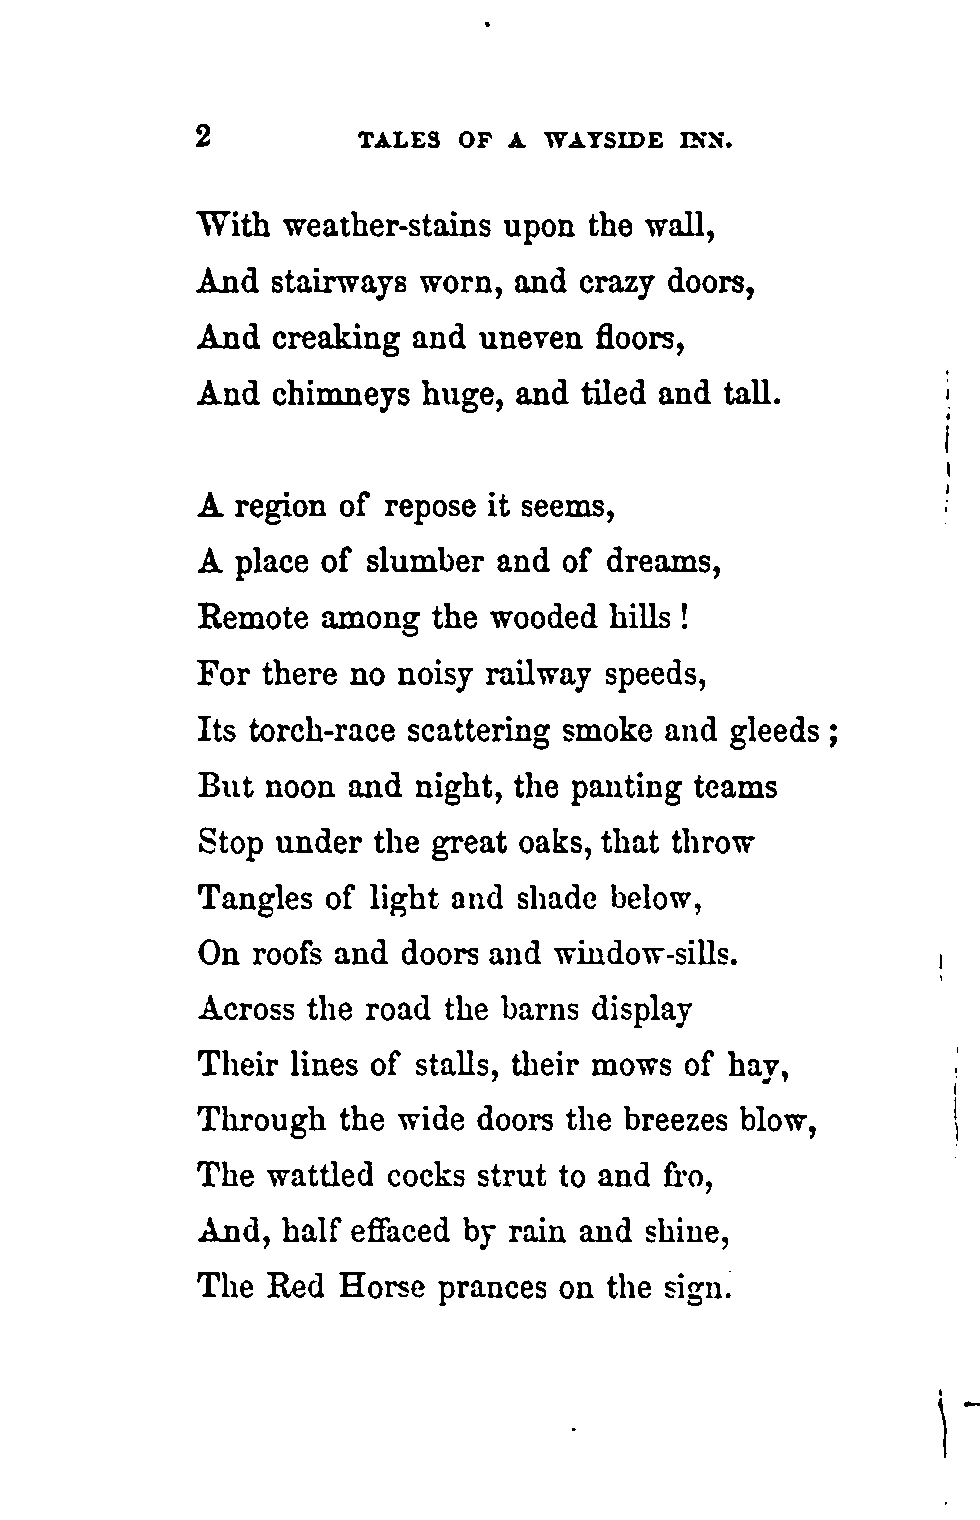 2 TALES OF A WAYSIDE INN.
With weather-stains upon the wall,
And stairways worn, and crazy doors,
And creaking and uneven floors,
And chimneys huge, and tiled and tall.
A region of repose it seems,
A place of slumber and of dreams,
Remote among the wooded hills !
For there no noisy railway speeds,
Its torch-race scattering smoke and gleeds ;
But noon and night, the panting teams
Stop under the great oaks, that throw
Tangles of light and shade below,
On roofs and doors and window-sills.
Across the road the barns display
Their lines of stalls, their mows of hay,
Through the wide doors the breezes blow,
The wattled cocks strut to and fro,
And, half effaced by rain and shine,
The Red Horse prances on the sign.